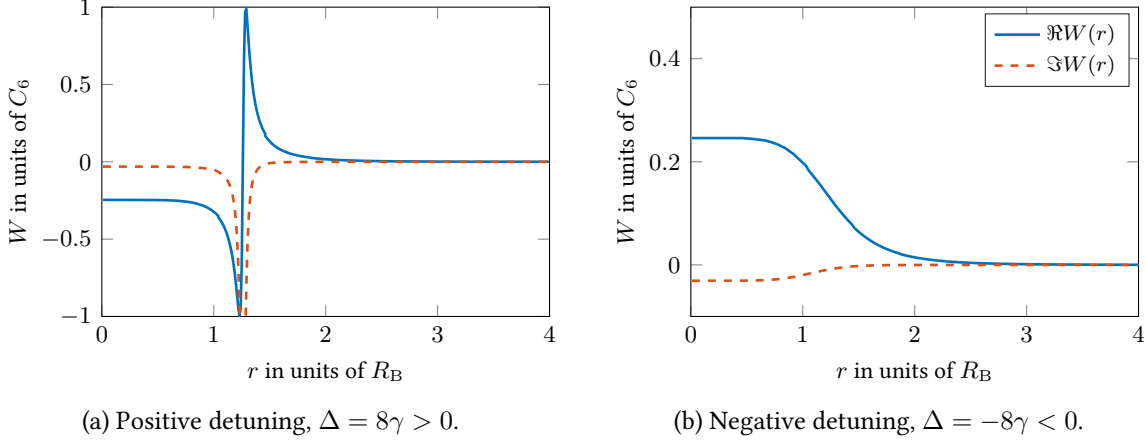 1
0.5
0
−0.5
−1
0 1 2 3 4
W in units of C₆
r in units of R_B
(a) Positive detuning, Δ = 8γ > 0.
0.4
0.2
0
0 1 2 3 4
W in units of C₆
r in units of R_B
ℜW(r)
ℑW(r)
(b) Negative detuning, Δ = −8γ < 0.